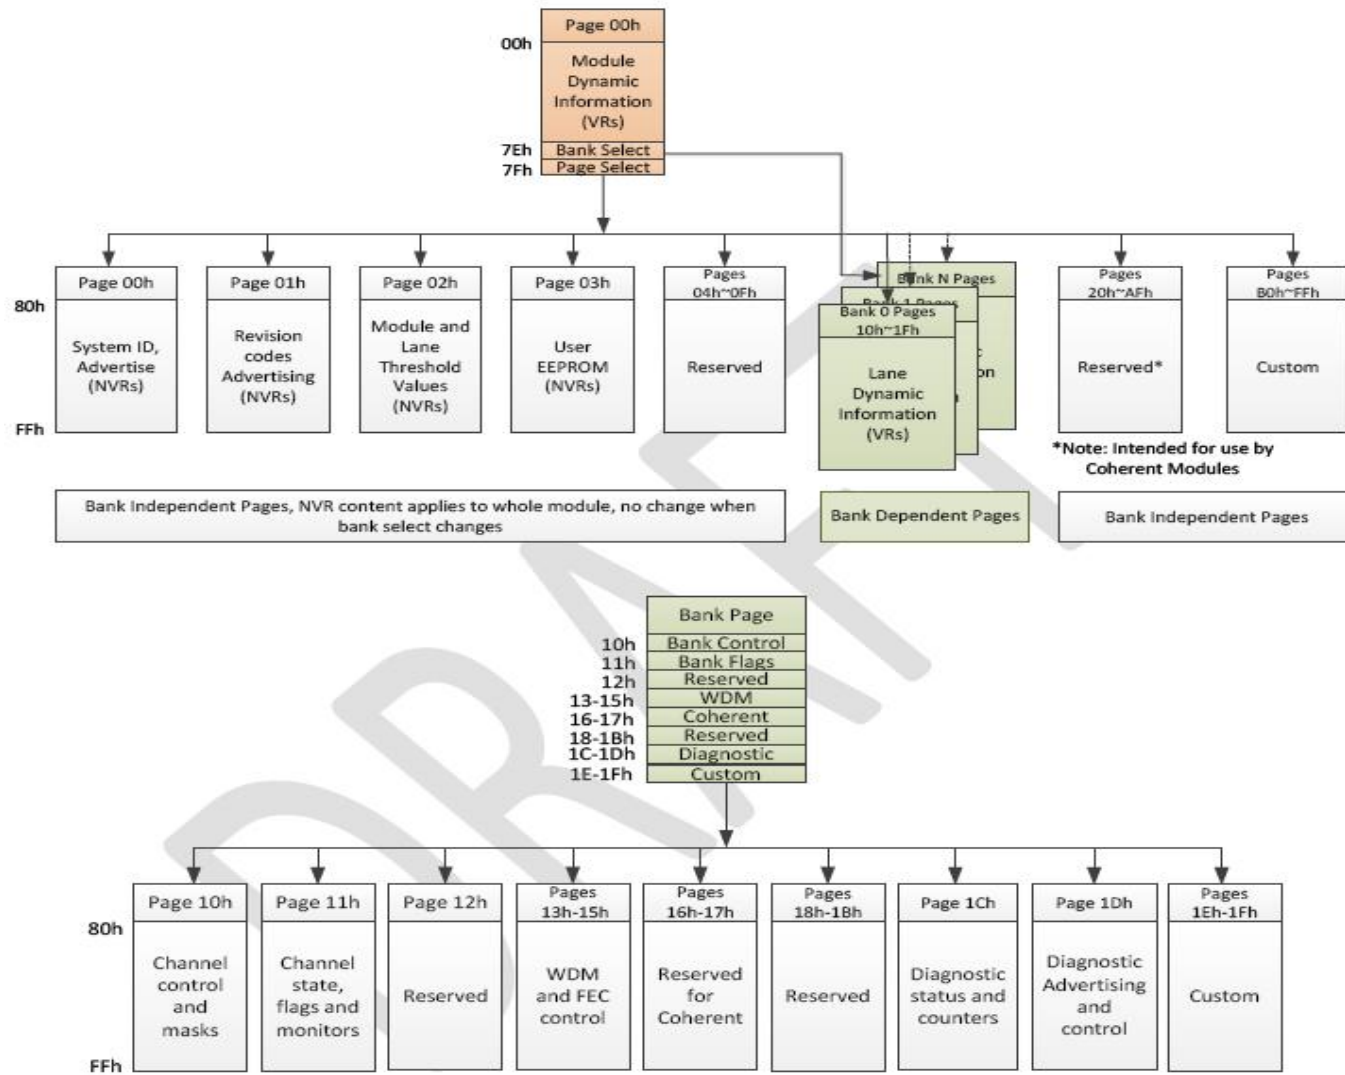 Page 00h
00h
Module
Dynamic
Information
(VRs)
7Eh
Bank Select
7Fh
Page Select
Page 00h
Page 01h
Page 02h
Page 03h
Pages
04h~0Fh
Bank N Pages
Bank 1 Pages
Bank 0 Pages
10h~1Fh
Pages
20h~AFh
Pages
B0h~FFh
80h
System ID,
Advertise
(NVRs)
Revision
codes
Advertising
(NVRs)
Module and
Lane
Threshold
Values
(NVRs)
User
EEPROM
(NVRs)
Reserved
Lane
Dynamic
Information
(VRs)
Reserved*
Custom
FFh
*Note: Intended for use by
Coherent Modules
Bank Independent Pages, NVR content applies to whole module, no change when
bank select changes
Bank Dependent Pages
Bank Independent Pages
Bank Page
10h
Bank Control
11h
Bank Flags
12h
Reserved
13-15h
WDM
16-17h
Coherent
18-1Bh
Reserved
1C-1Dh
Diagnostic
1E-1Fh
Custom
Page 10h
Page 11h
Page 12h
Pages
13h-15h
Pages
16h-17h
Pages
18h-1Bh
Page 1Ch
Page 1Dh
Pages
1Eh-1Fh
80h
Channel
control
and
masks
Channel
state,
flags and
monitors
Reserved
WDM
and FEC
control
Reserved
for
Coherent
Reserved
Diagnostic
status and
counters
Diagnostic
Advertising
and
control
Custom
FFh
DRAFT